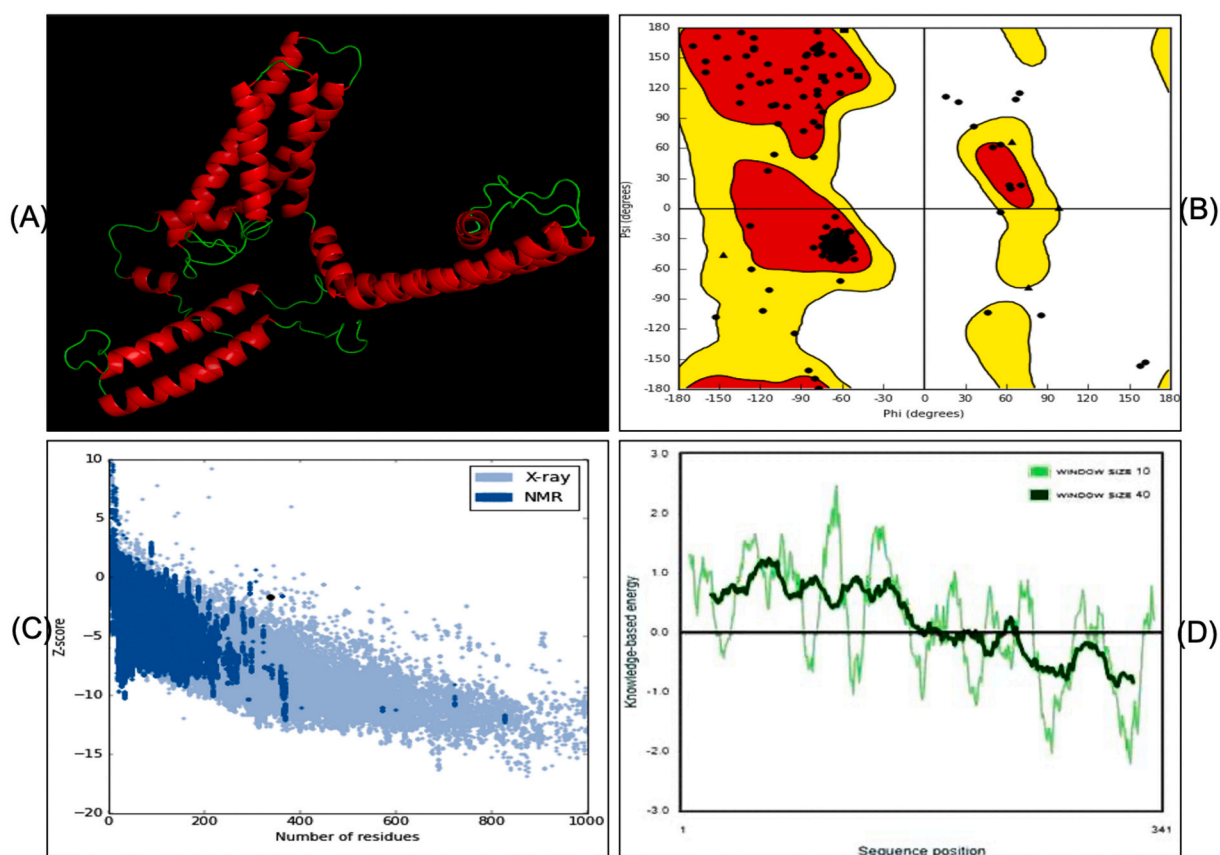 (A)
Psi (degrees)
180
150
120
90
60
30
0
-30
-60
-90
-120
-150
-180
-180 -150 -120 -90 -60 -30 0 30 60 90 120 150 180
Phi (degrees)
(B)
(C)
Z-score
10
5
0
−5
−10
−15
−20
X-ray
NMR
0 200 400 600 800 1000
Number of residues
Knowledge-based energy
3.0
2.0
1.0
0.0
-1.0
-2.0
-3.0
WINDOW SIZE 10
WINDOW SIZE 40
1 341
Sequence position
(D)